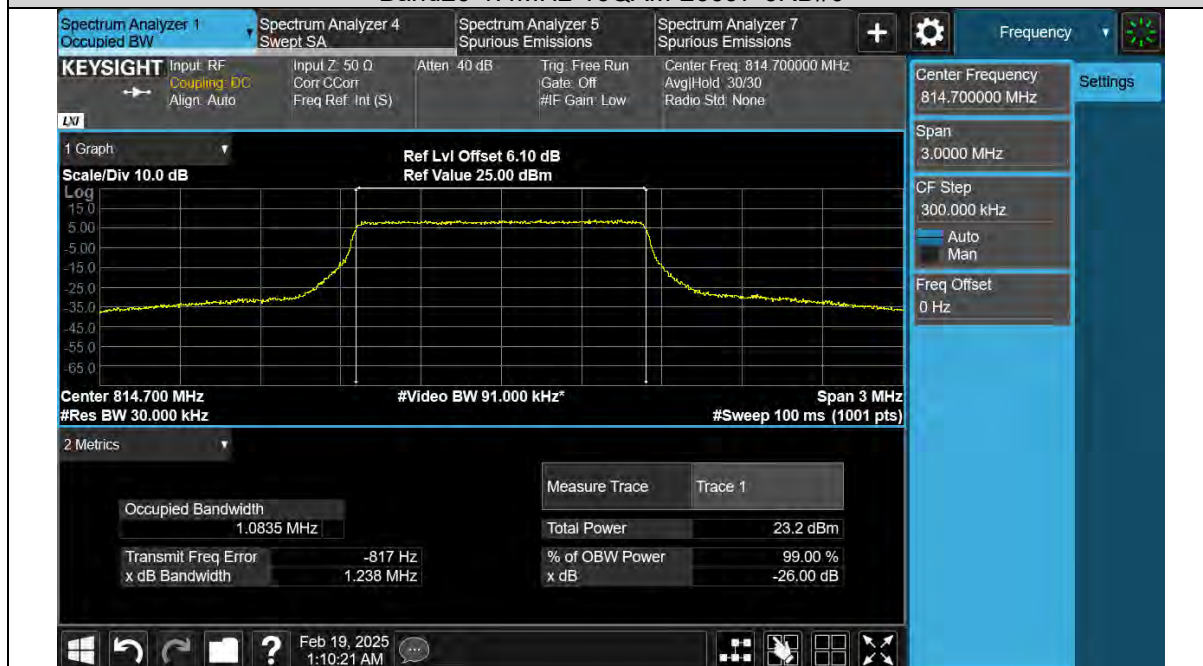 Spectrum Analyzer 1
Occupied BW
Spectrum Analyzer 4
Swept SA
Spectrum Analyzer 5
Spurious Emissions
Spectrum Analyzer 7
Spurious Emissions
+
Frequency
KEYSIGHT
Input: RF
Coupling: DC
Align: Auto
Input Z: 50 Ω
Corr CCorr
Freq Ref: Int (S)
Atten: 40 dB
Trig: Free Run
Gate: Off
#IF Gain: Low
Center Freq: 814.700000 MHz
Avg|Hold: 30/30
Radio Std: None
LXI
Center Frequency
814.700000 MHz
Settings
Span
3.0000 MHz
CF Step
300.000 kHz
Auto
Man
Freq Offset
0 Hz
1 Graph
Scale/Div 10.0 dB
Ref Lvl Offset 6.10 dB
Ref Value 25.00 dBm
Log
15.0
5.00
-5.00
-15.0
-25.0
-35.0
-45.0
-55.0
-65.0
Center 814.700 MHz
#Video BW 91.000 kHz*
Span 3 MHz
#Res BW 30.000 kHz
#Sweep 100 ms (1001 pts)
2 Metrics
Measure Trace
Trace 1
Occupied Bandwidth
1.0835 MHz
Total Power
23.2 dBm
Transmit Freq Error
-817 Hz
% of OBW Power
99.00 %
x dB Bandwidth
1.238 MHz
x dB
-26.00 dB
?
Feb 19, 2025
1:10:21 AM